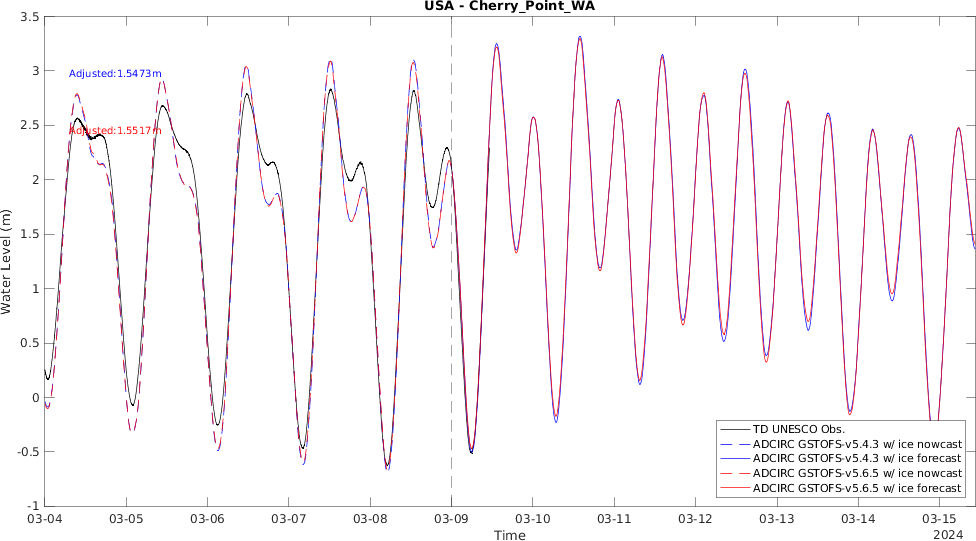 USA - Cherry_Point_WA
3.5
3
2.5
2
1.5
1
0.5
0
-0.5
-1
Water Level (m)
Adjusted:1.5473m
Adjusted:1.5517m
TD UNESCO Obs.
ADCIRC GSTOFS-v5.4.3 w/ ice nowcast
ADCIRC GSTOFS-v5.4.3 w/ ice forecast
ADCIRC GSTOFS-v5.6.5 w/ ice nowcast
ADCIRC GSTOFS-v5.6.5 w/ ice forecast
03-04 03-05 03-06 03-07 03-08 03-09 03-10 03-11 03-12 03-13 03-14 03-15
Time
2024